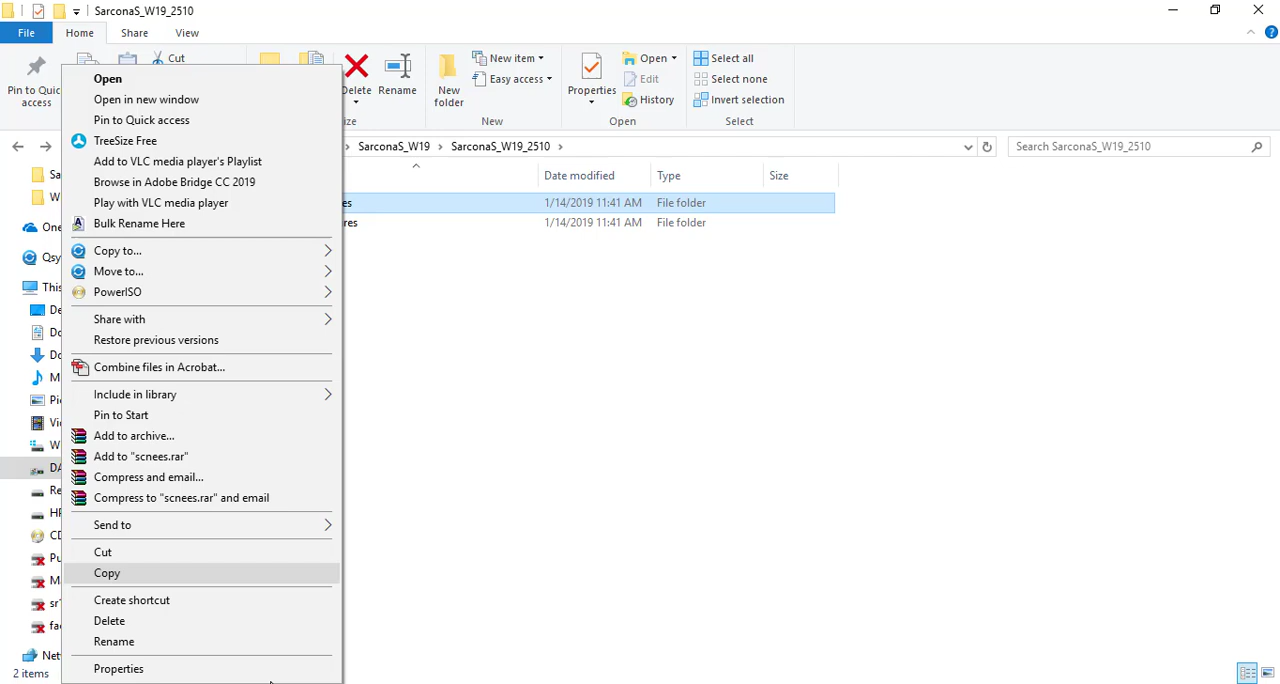 SarconaS_W19_2510
File Home Share View
Cut
Pin to Quick access
Delete
Rename
New folder
New item
Easy access
New
Properties
Open
Edit
History
Open
Select all
Select none
Invert selection
Select
SarconaS_W19 SarconaS_W19_2510
Search SarconaS_W19_2510
Date modified Type Size
1/14/2019 11:41 AM File folder
1/14/2019 11:41 AM File folder
Open
Open in new window
Pin to Quick access
TreeSize Free
Add to VLC media player's Playlist
Browse in Adobe Bridge CC 2019
Play with VLC media player
Bulk Rename Here
Copy to...
Move to...
PowerISO
Share with
Restore previous versions
Combine files in Acrobat...
Include in library
Pin to Start
Add to archive...
Add to "scnees.rar"
Compress and email...
Compress to "scnees.rar" and email
Send to
Cut
Copy
Create shortcut
Delete
Rename
Properties
2 items